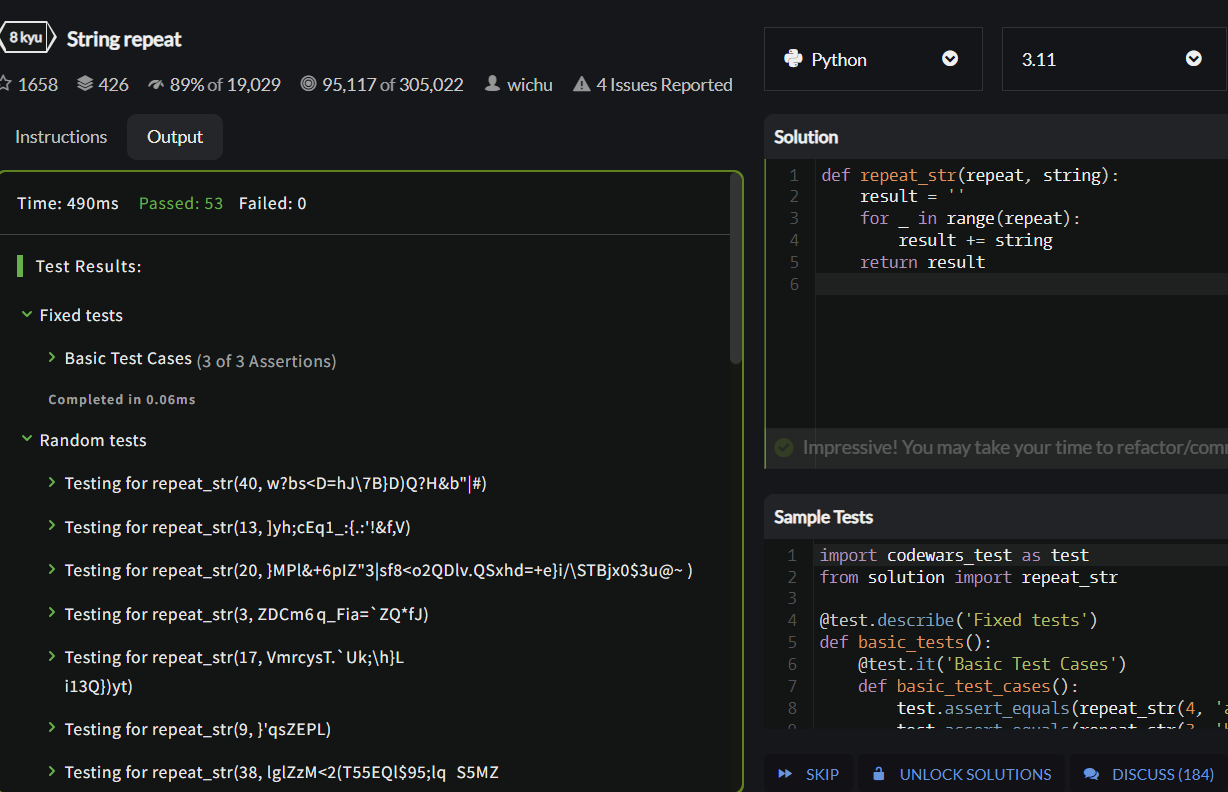 8 kyu String repeat
1658 426 89% of 19,029 95,117 of 305,022 wichu 4 Issues Reported
Instructions Output
Time: 490ms Passed: 53 Failed: 0
Test Results:
Fixed tests
Basic Test Cases (3 of 3 Assertions)
Completed in 0.06ms
Random tests
Testing for repeat_str(40, w?bs<D=hJ\7B}D)Q?H&b"|#)
Testing for repeat_str(13, ]yh;cEq1_:{.:'!&f,V)
Testing for repeat_str(20, }MPl&+6pIZ"3|sf8<o2QDlv.QSxhd=+e}i/\STBjx0$3u@~ )
Testing for repeat_str(3, ZDCm6 q_Fia=`ZQ*fJ)
Testing for repeat_str(17, VmrcysT.`Uk;\h}L
i13Q})yt)
Testing for repeat_str(9, }'qsZEPL)
Testing for repeat_str(38, lglZzM<2(T55EQl$95;lq S5MZ
Python 3.11
Solution
1 def repeat_str(repeat, string):
2 result = ''
3 for _ in range(repeat):
4 result += string
5 return result
6
Impressive! You may take your time to refactor/com
Sample Tests
1 import codewars_test as test
2 from solution import repeat_str
3
4 @test.describe('Fixed tests')
5 def basic_tests():
6 @test.it('Basic Test Cases')
7 def basic_test_cases():
8 test.assert_equals(repeat_str(4, 'a
SKIP UNLOCK SOLUTIONS DISCUSS (184)